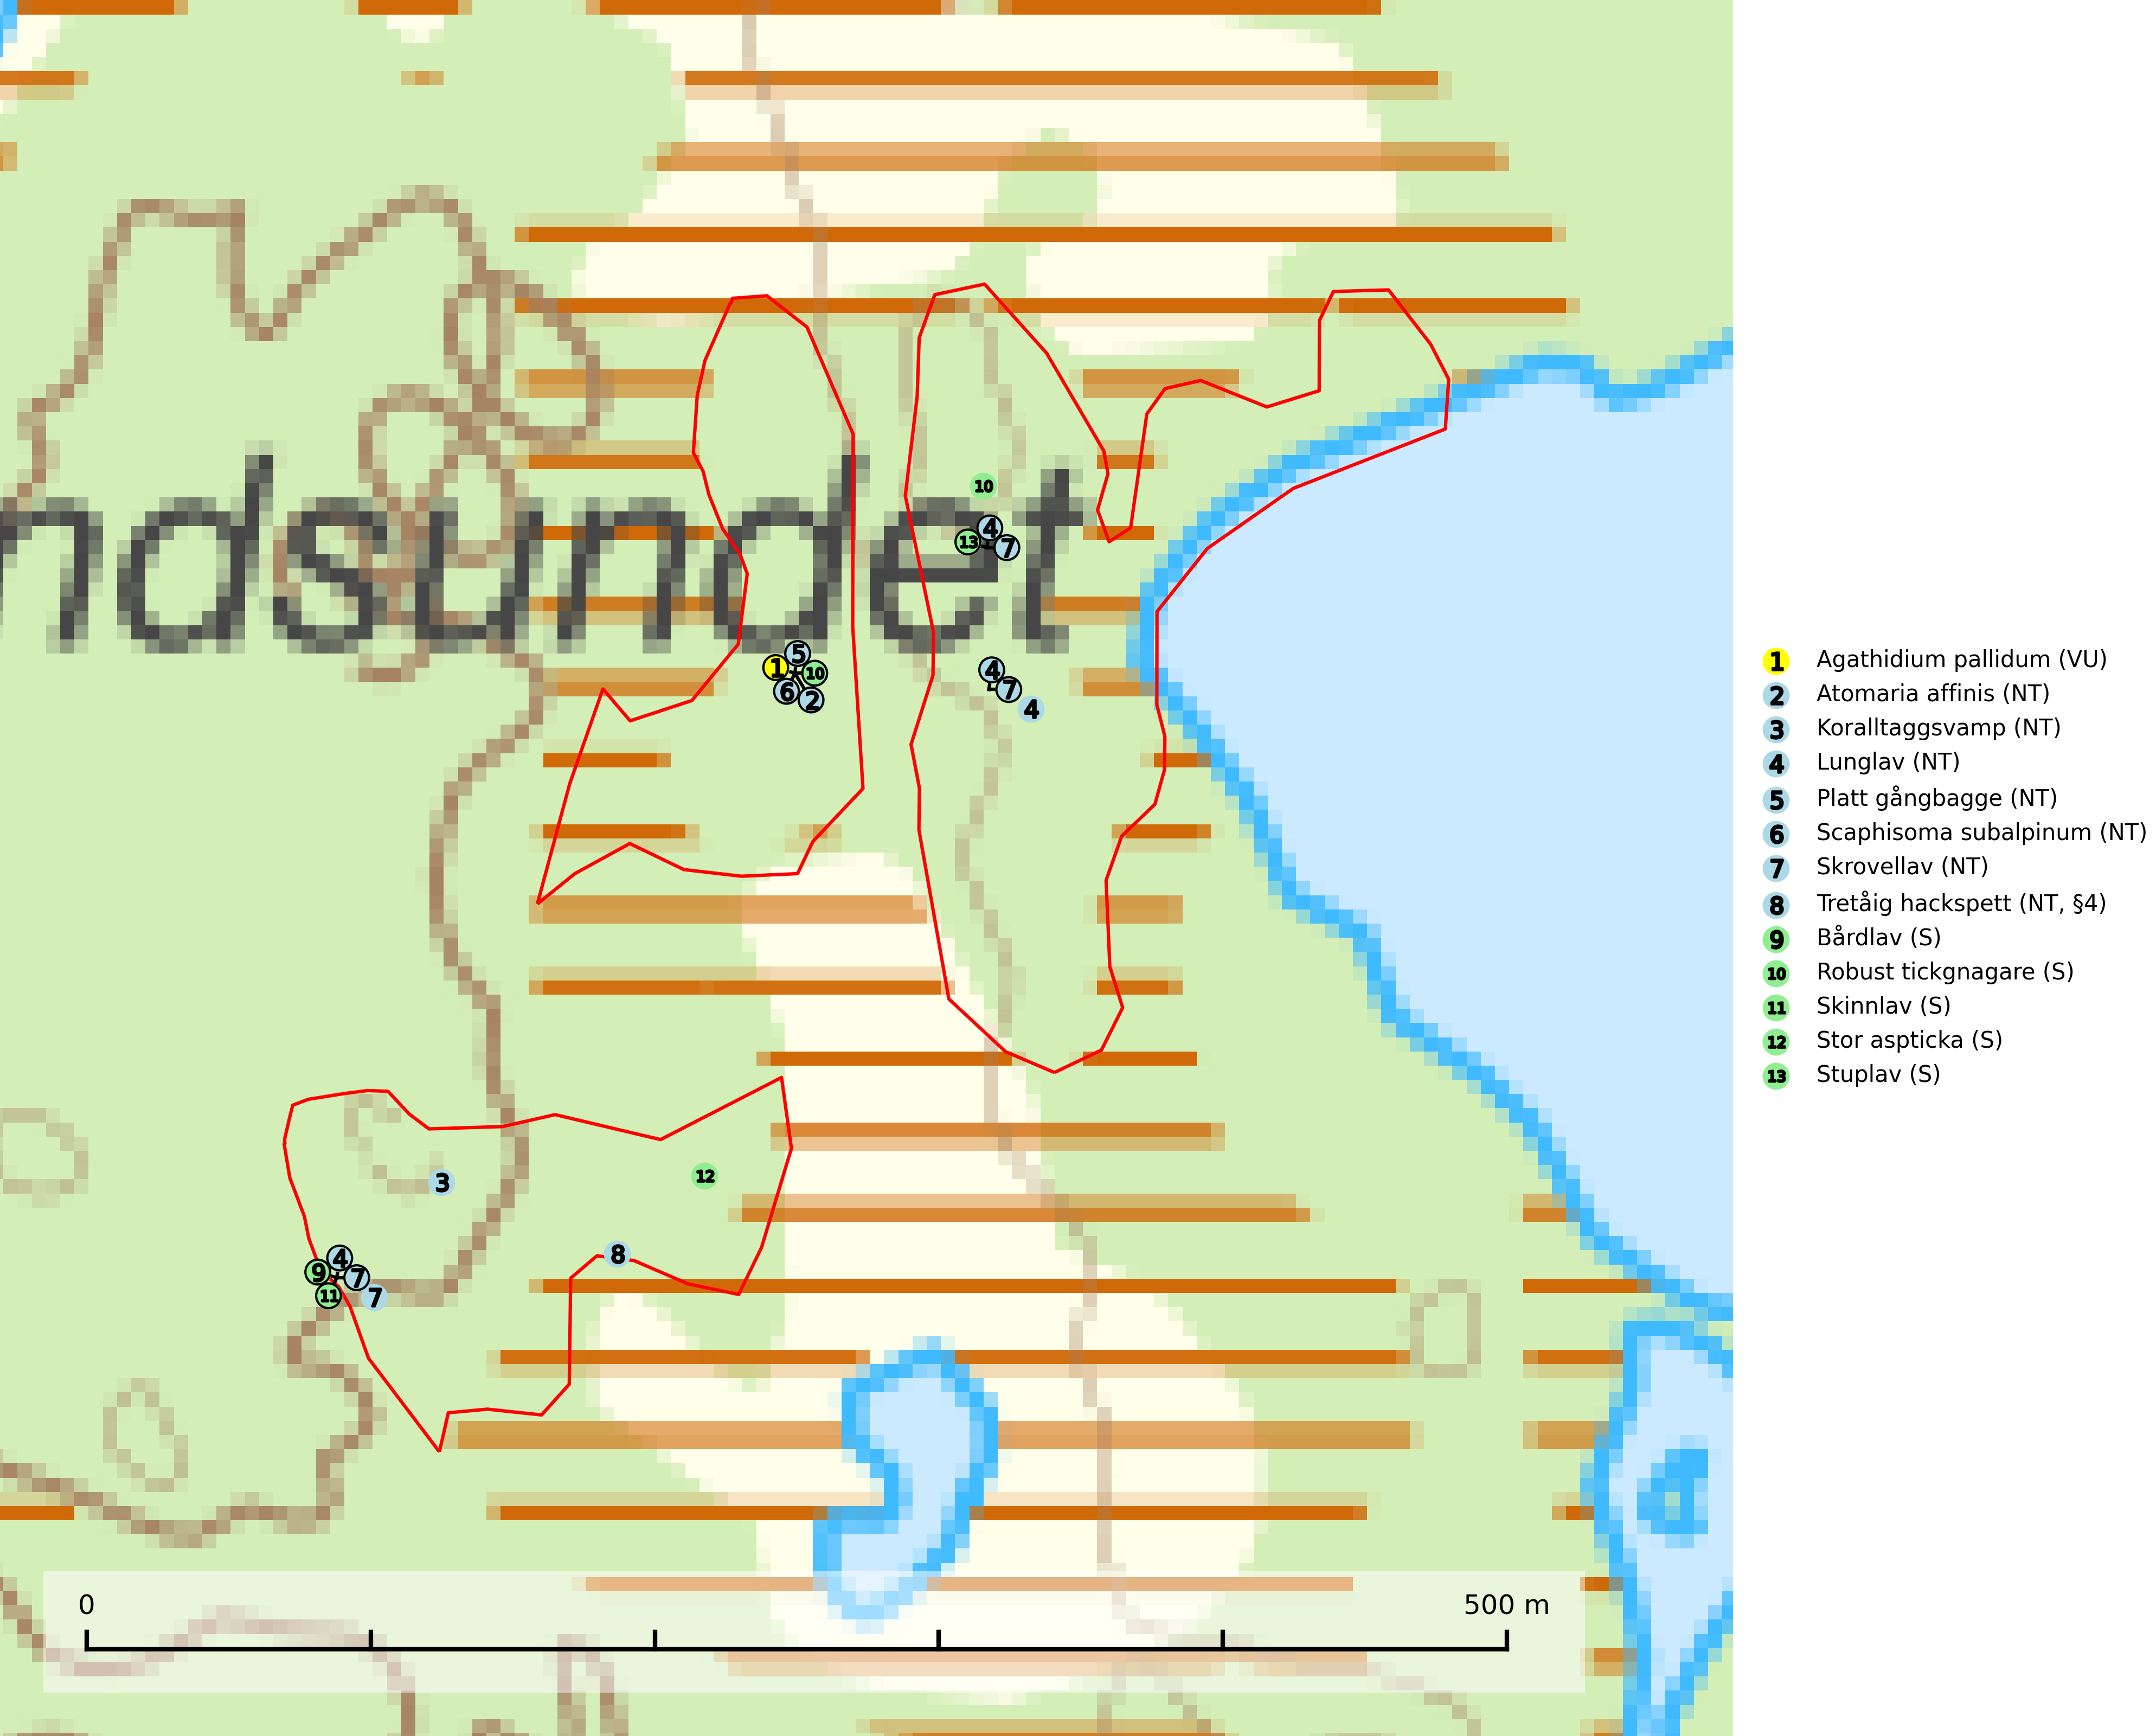 ndsundet
10
4
13
7
5
1
10
6
2
4
7
4
3
12
8
4
9
7
11
7
0
500 m
1 Agathidium pallidum (VU)
2 Atomaria affinis (NT)
3 Koralltaggsvamp (NT)
4 Lunglav (NT)
5 Platt gångbagge (NT)
6 Scaphisoma subalpinum (NT)
7 Skrovellav (NT)
8 Tretåig hackspett (NT, §4)
9 Bårdlav (S)
10 Robust tickgnagare (S)
11 Skinnlav (S)
12 Stor aspticka (S)
13 Stuplav (S)